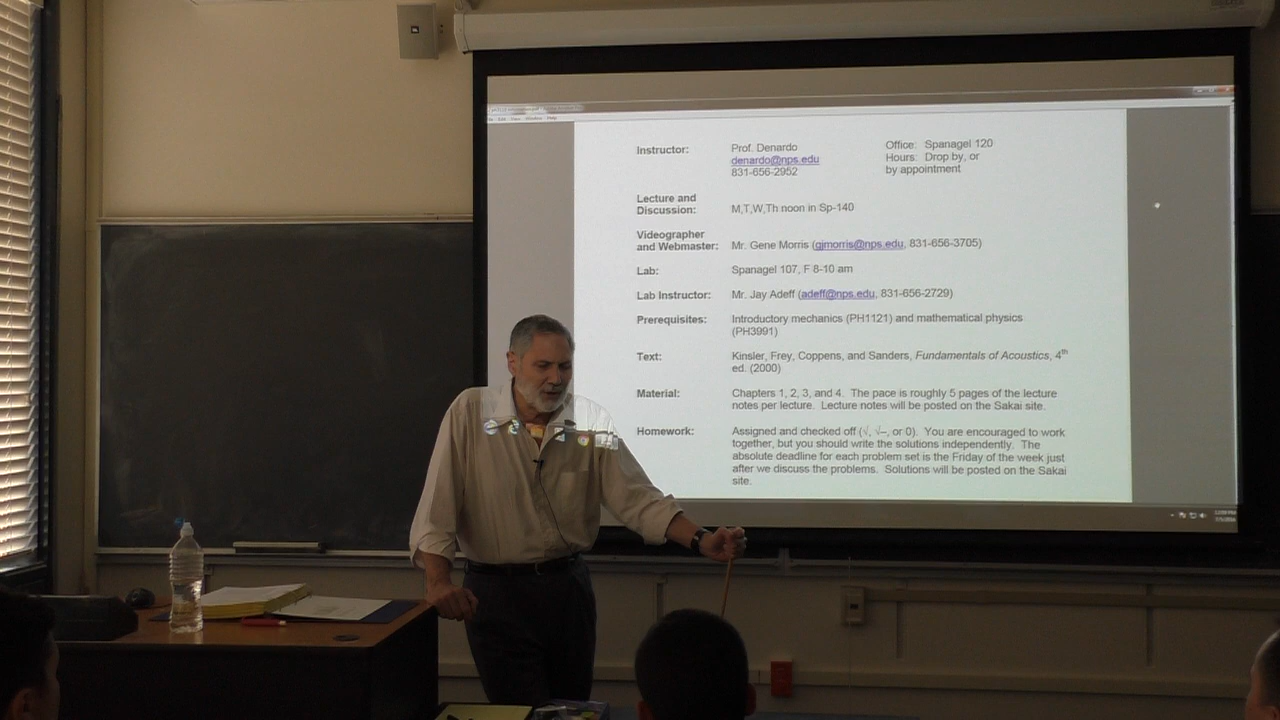 Instructor: Prof. Denardo Office: Spanagel 120
denardo@nps.edu Hours: Drop by, or
831-656-2952 by appointment
Lecture and
Discussion: M,T,W,Th noon in Sp-140
Videographer
and Webmaster: Mr. Gene Morris (gjmorris@nps.edu, 831-656-3705)
Lab: Spanagel 107, F 8-10 am
Lab Instructor: Mr. Jay Adeff (adeff@nps.edu, 831-656-2729)
Prerequisites: Introductory mechanics (PH1121) and mathematical physics
(PH3991)
Text: Kinsler, Frey, Coppens, and Sanders, Fundamentals of Acoustics, 4th
ed. (2000)
Material: Chapters 1, 2, 3, and 4. The pace is roughly 5 pages of the lecture
notes per lecture. Lecture notes will be posted on the Sakai site.
Homework: Assigned and checked off (√, √–, or 0). You are encouraged to work
together, but you should write the solutions independently. The
absolute deadline for each problem set is the Friday of the week just
after we discuss the problems. Solutions will be posted on the Sakai
site.